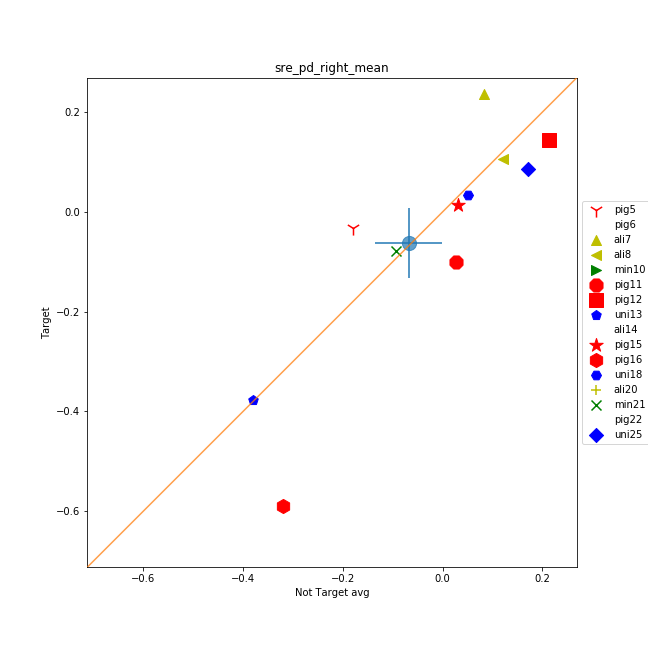 sre_pd_right_mean
0.2
0.0
−0.2
−0.4
−0.6
Target
−0.6 −0.4 −0.2 0.0 0.2
Not Target avg
pig5
pig6
ali7
ali8
min10
pig11
pig12
uni13
ali14
pig15
pig16
uni18
ali20
min21
pig22
uni25